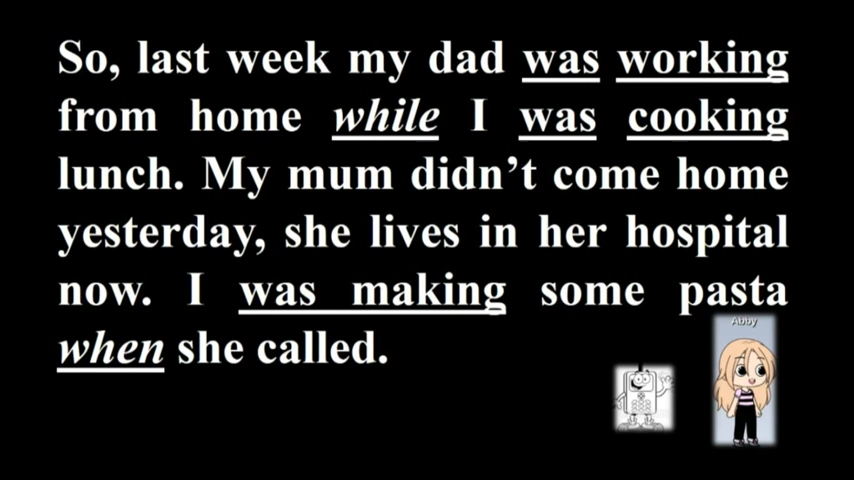 So, last week my dad was working
from home while I was cooking
lunch. My mum didn’t come home
yesterday, she lives in her hospital
now. I was making some pasta
when she called.
Abby